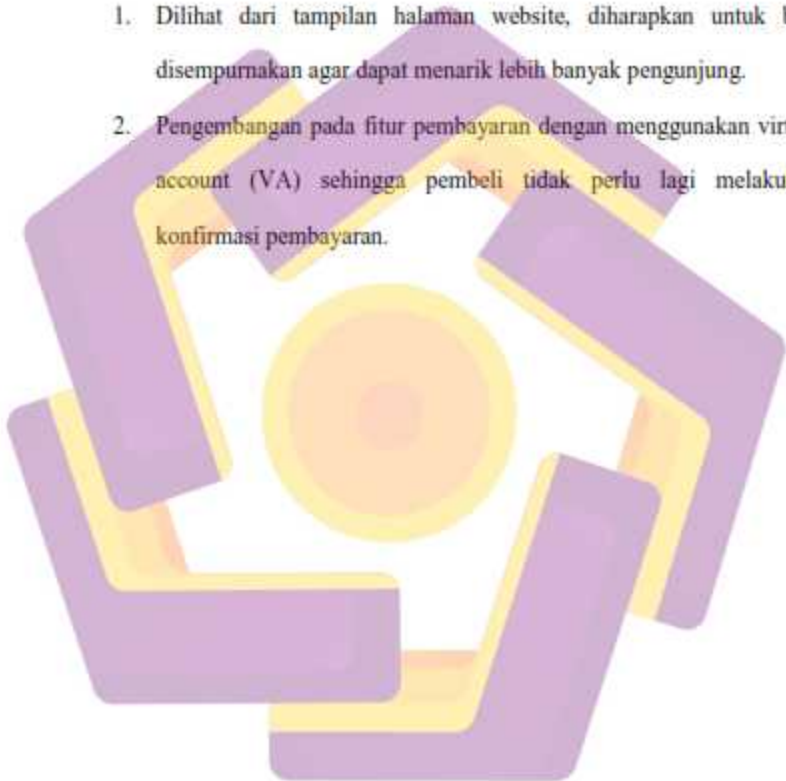 1. Dilihat dari tampilan halaman website, diharapkan untuk
disempurnakan agar dapat menarik lebih banyak pengunjung.
2. Pengembangan pada fitur pembayaran dengan menggunakan
account (VA) sehingga pembeli tidak perlu lagi
konfirmasi pembayaran.